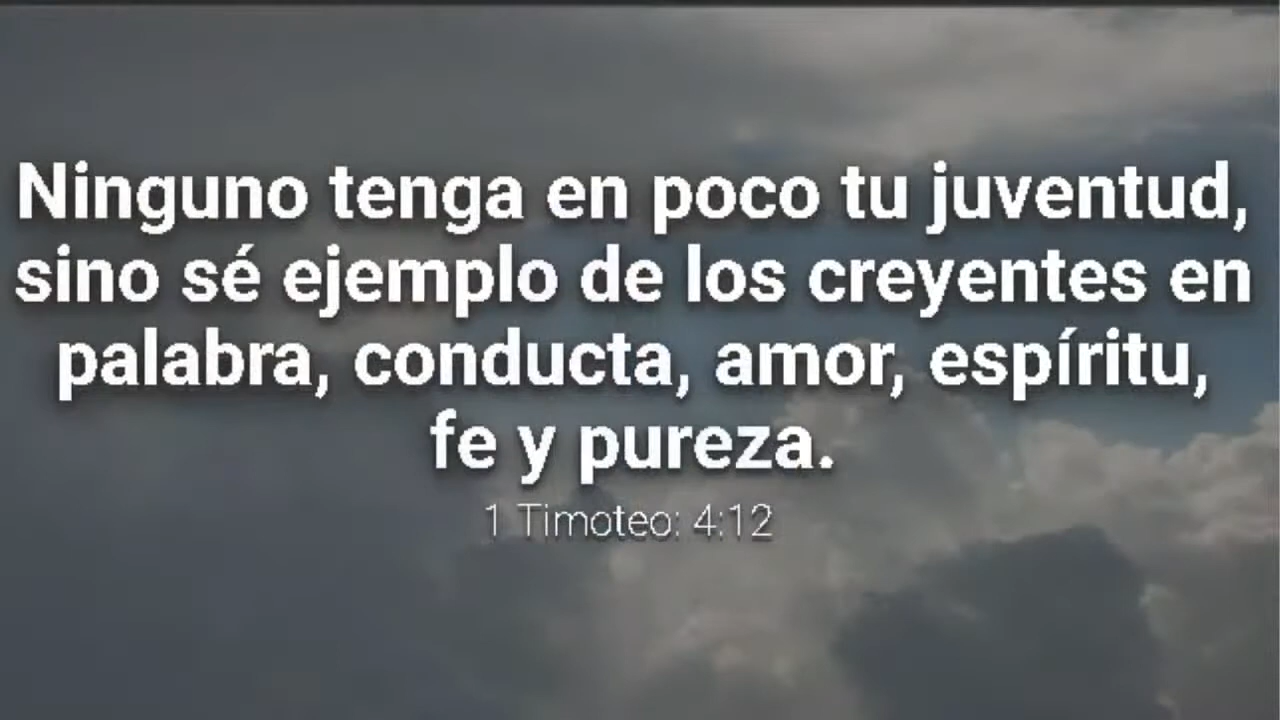 Ninguno tenga en poco tu juventud,
sino sé ejemplo de los creyentes en
palabra, conducta, amor, espíritu,
fe y pureza.
1 Timoteo: 4:12